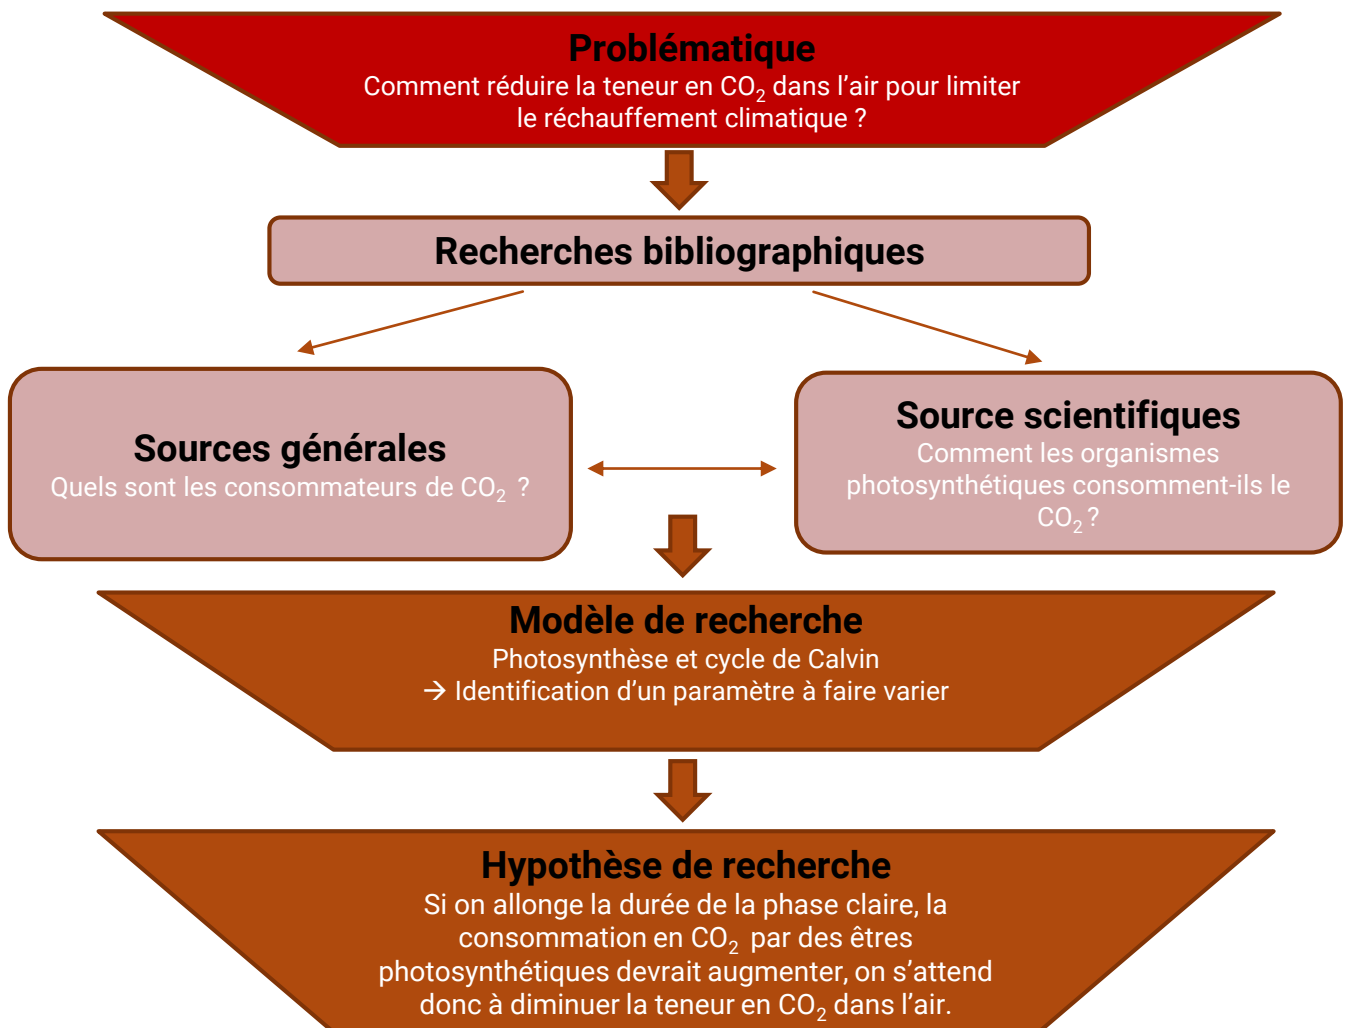 Problématique
Comment réduire la teneur en CO₂ dans l’air pour limiter
le réchauffement climatique ?
Recherches bibliographiques
Sources générales
Quels sont les consommateurs de CO₂ ?
Source scientifiques
Comment les organismes
photosynthétiques consomment-ils le
CO₂ ?
Modèle de recherche
Photosynthèse et cycle de Calvin
→ Identification d’un paramètre à faire varier
Hypothèse de recherche
Si on allonge la durée de la phase claire, la
consommation en CO₂ par des êtres
photosynthétiques devrait augmenter, on s’attend
donc à diminuer la teneur en CO₂ dans l’air.